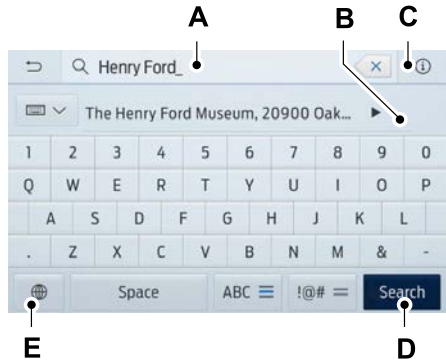 A
B
C
Henry Ford_
The Henry Ford Museum, 20900 Oak...
1 2 3 4 5 6 7 8 9 0
Q W E R T Y U I O P
A S D F G H J K L
. Z X C V B N M & -
Space ABC !@# Search
E
D